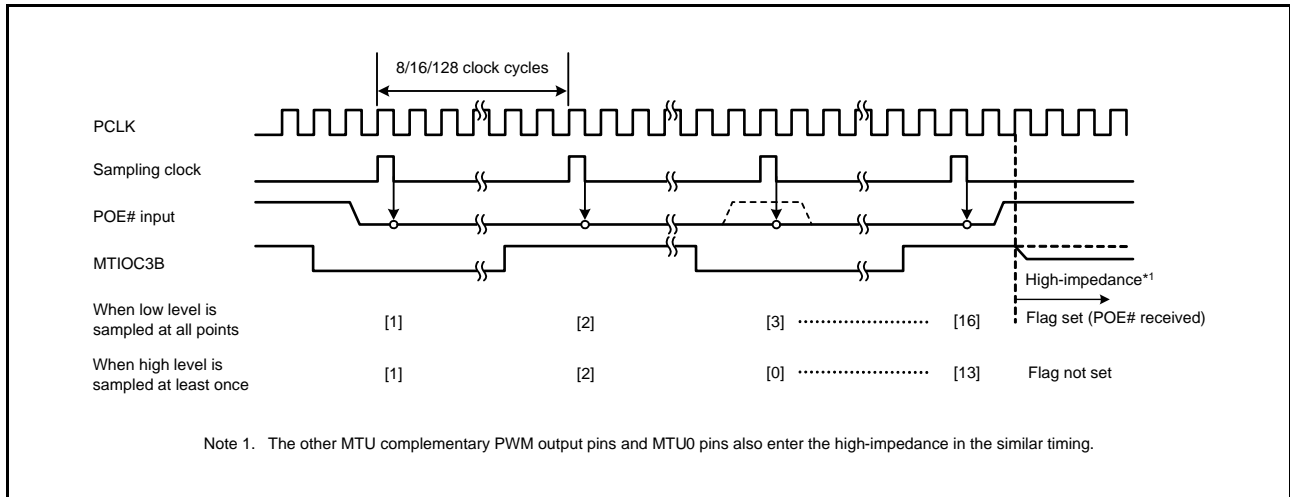 8/16/128 clock cycles
PCLK
Sampling clock
POE# input
MTIOC3B
High-impedance*1
When low level is
sampled at all points
[1] [2] [3] [16] Flag set (POE# received)
When high level is
sampled at least once
[1] [2] [0] [13] Flag not set
Note 1. The other MTU complementary PWM output pins and MTU0 pins also enter the high-impedance in the similar timing.